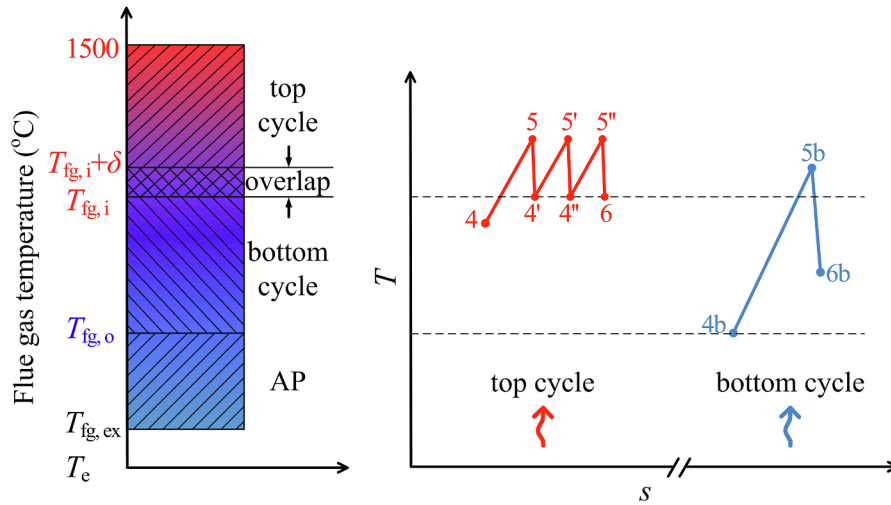 Flue gas temperature (°C)
1500
T_fg, i+δ
T_fg, i
T_fg, o
T_fg, ex
T_e
top
cycle
overlap
bottom
cycle
AP
T
s
4
5
4'
5'
4''
5''
6
4b
5b
6b
top cycle
bottom cycle